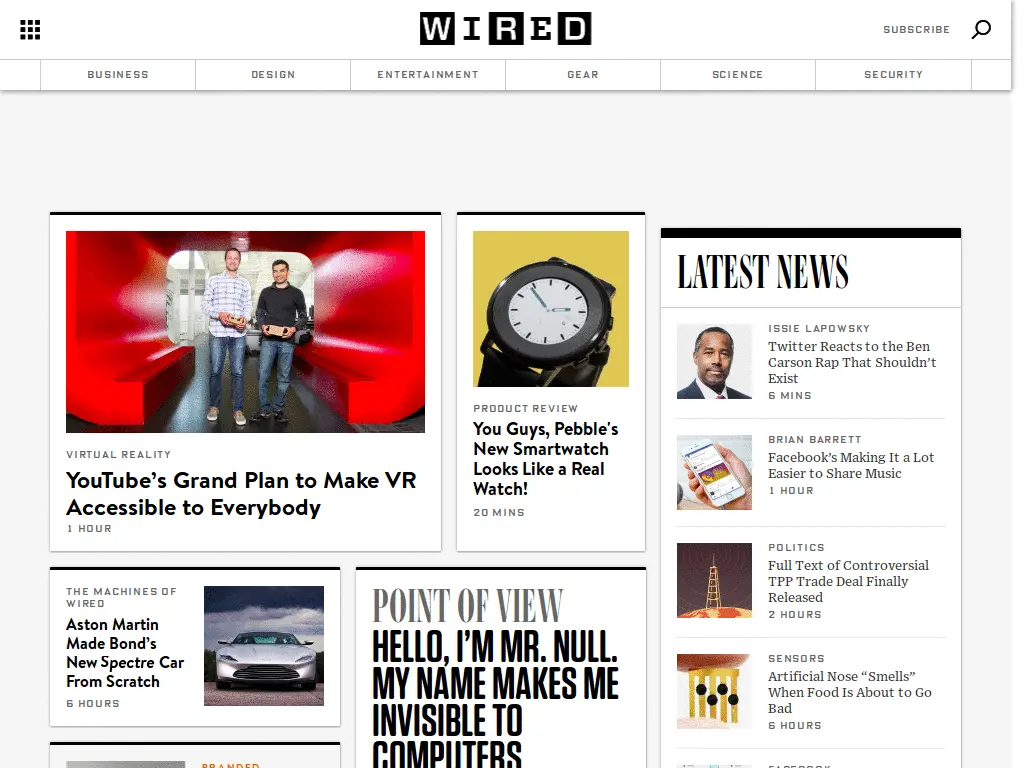 WIRED
SUBSCRIBE
BUSINESS
DESIGN
ENTERTAINMENT
GEAR
SCIENCE
SECURITY
VIRTUAL REALITY
YouTube's Grand Plan to Make VR
Accessible to Everybody
1 HOUR
PRODUCT REVIEW
You Guys, Pebble's
New Smartwatch
Looks Like a Real
Watch!
20 MINS
THE MACHINES OF
WIRED
Aston Martin
Made Bond's
New Spectre Car
From Scratch
6 HOURS
POINT OF VIEW
HELLO, I'M MR. NULL.
MY NAME MAKES ME
INVISIBLE TO
COMPUTERS
BRANDED
LATEST NEWS
ISSIE LAPOWSKY
Twitter Reacts to the Ben
Carson Rap That Shouldn't
Exist
6 MINS
BRIAN BARRETT
Facebook's Making It a Lot
Easier to Share Music
1 HOUR
POLITICS
Full Text of Controversial
TPP Trade Deal Finally
Released
2 HOURS
SENSORS
Artificial Nose “Smells”
When Food Is About to Go
Bad
6 HOURS
FACEBOOK